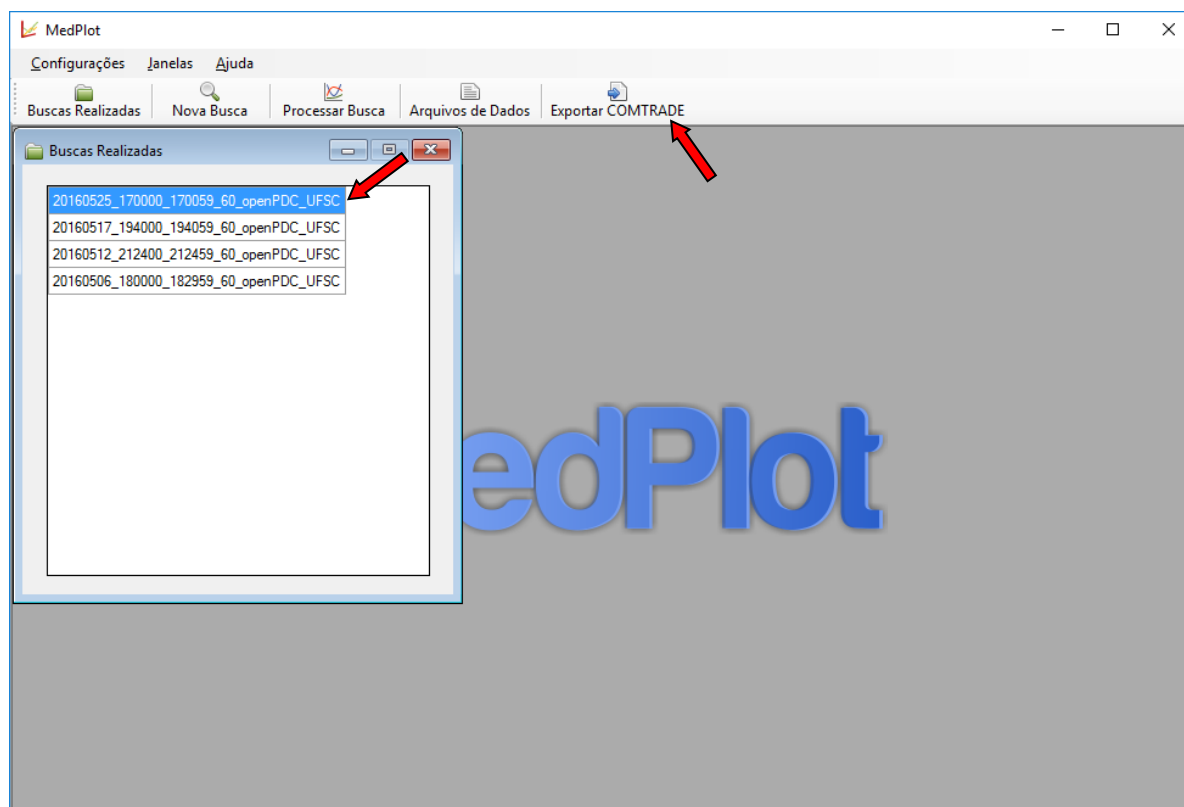 MedPlot
Configurações Janelas Ajuda
Buscas Realizadas Nova Busca Processar Busca Arquivos de Dados Exportar COMTRADE
Buscas Realizadas
20160525_170000_170059_60_openPDC_UFSC
20160517_194000_194059_60_openPDC_UFSC
20160512_212400_212459_60_openPDC_UFSC
20160506_180000_182959_60_openPDC_UFSC
edPlot